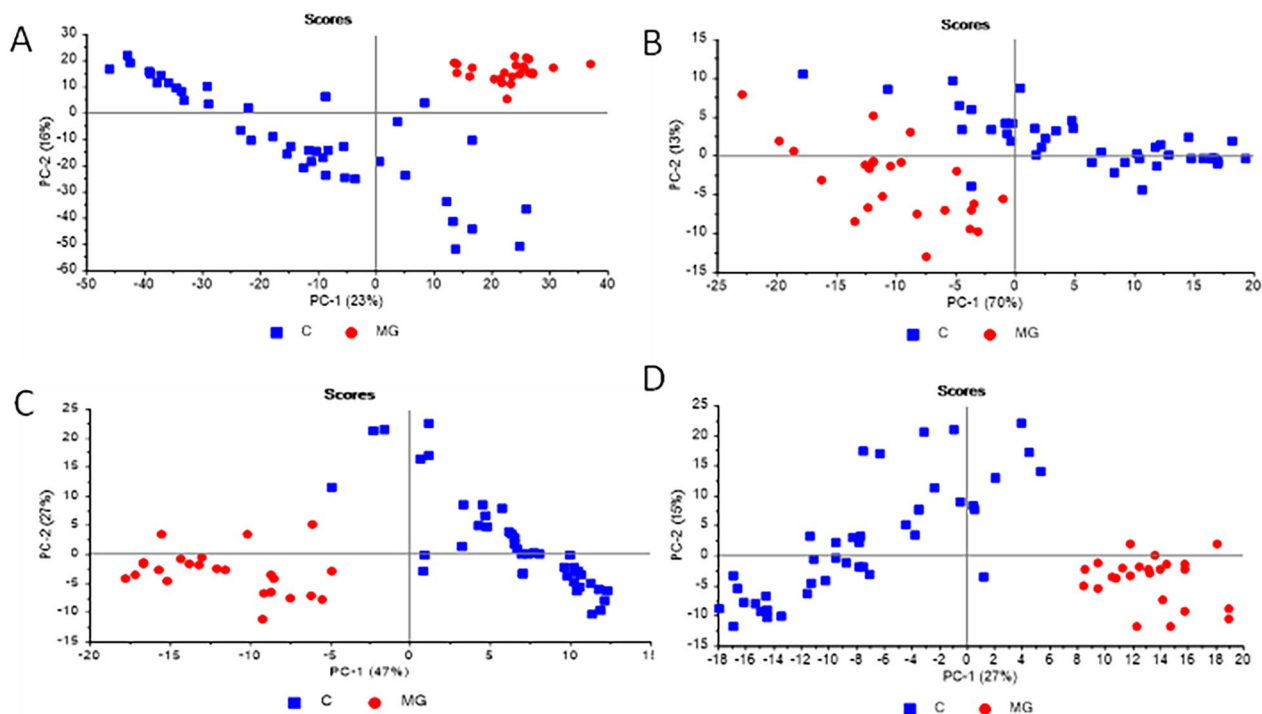 A
Scores
PC-2 (16%)
30
20
10
0
-10
-20
-30
-40
-50
-60
-50 -40 -30 -20 -10 0 10 20 30 40
PC-1 (23%)
C MG
B
Scores
PC-2 (13%)
15
10
5
0
-5
-10
-15
-25 -20 -15 -10 -5 0 5 10 15 20
PC-1 (70%)
C MG
C
Scores
PC-2 (27%)
25
20
15
10
5
0
-5
-10
-15
-20 -15 -10 -5 0 5 10
PC-1 (47%)
C MG
D
Scores
PC-2 (15%)
25
20
15
10
5
0
-5
-10
-15
-18 -16 -14 -12 -10 -8 -6 -4 -2 0 2 4 6 8 10 12 14 16 18 20
PC-1 (27%)
C MG